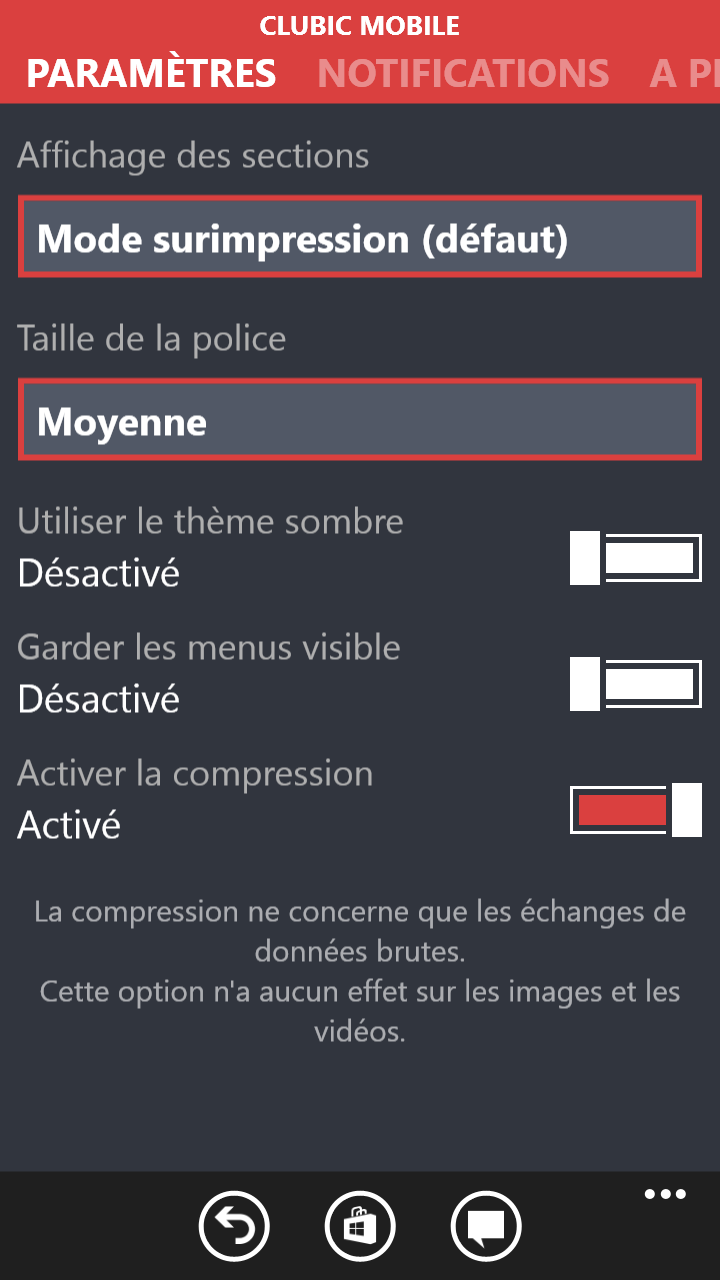 CLUBIC MOBILE
PARAMÈTRES NOTIFICATIONS A
Affichage des sections
Mode surimpression (défaut)
Taille de la police
Moyenne
Utiliser le thème sombre
Désactivé
Garder les menus visible
Désactivé
Activer la compression
Activé
La compression ne concerne que les échanges de
données brutes.
Cette option n'a aucun effet sur les images et les
vidéos.